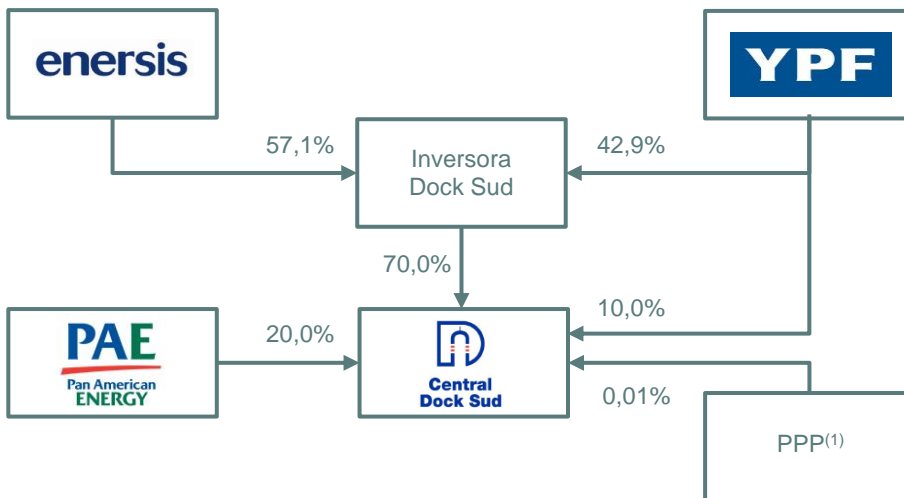 enersis
YPF
57,1%
42,9%
Inversora
Dock Sud
70,0%
10,0%
PAE
Pan American
ENERGY
20,0%
Central
Dock Sud
0,01%
PPP(1)